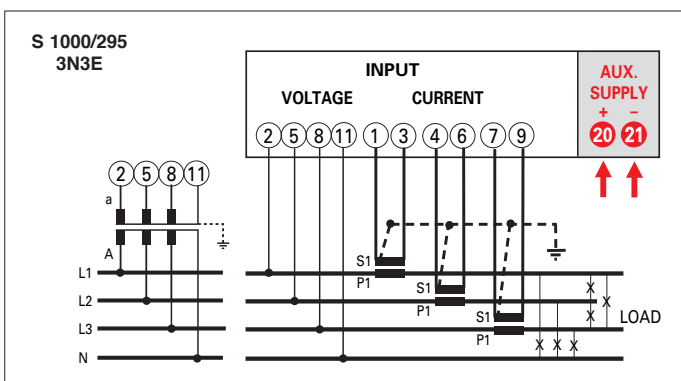 S 1000/295
3N3E
INPUT
VOLTAGE CURRENT
2 5 8 11 1 3 4 6 7 9
AUX.
SUPPLY
+ –
20 21
2 5 8 11
a
A
L1
L2
L3
N
S1
P1
S1
P1
S1
P1
LOAD
X
X X
X
X X X